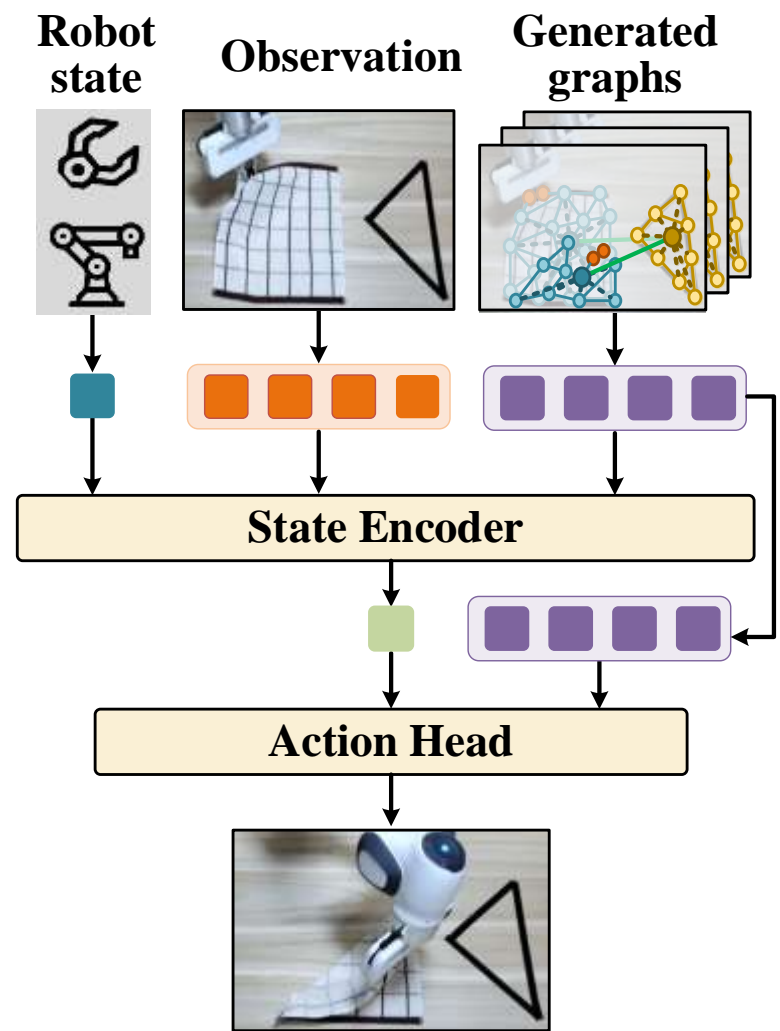 Robot
state
Observation
Generated
graphs
State Encoder
Action Head